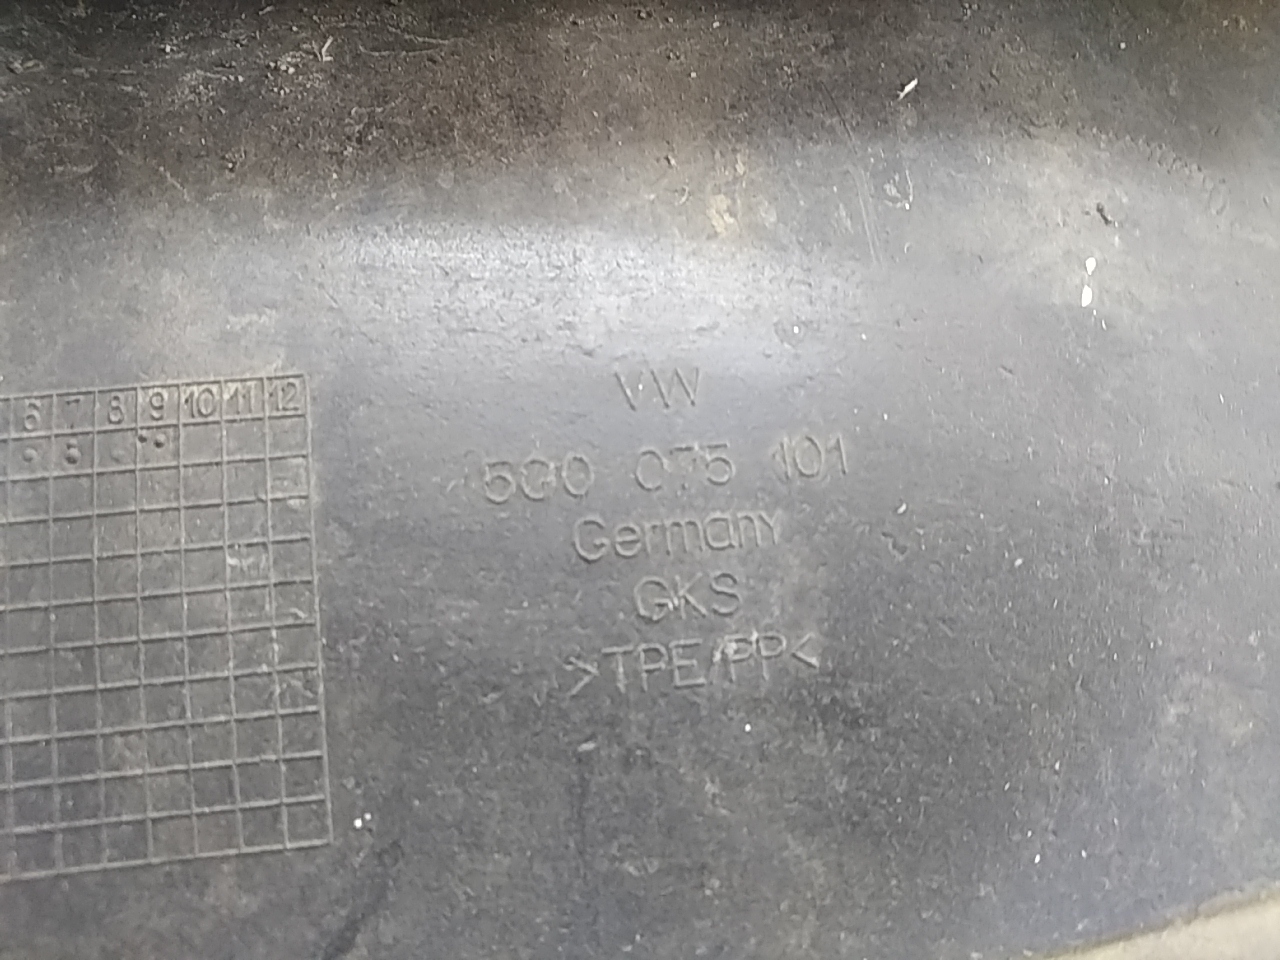 6 7 8 9 10 11 12
VW
5G0 075 101
Germany
GKS
>TPE/PP<